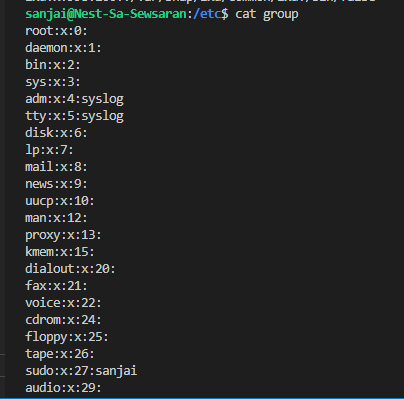 sanjai@Nest-Sa-Sewsaran:/etc$ cat group
root:x:0:
daemon:x:1:
bin:x:2:
sys:x:3:
adm:x:4:syslog
tty:x:5:syslog
disk:x:6:
lp:x:7:
mail:x:8:
news:x:9:
uucp:x:10:
man:x:12:
proxy:x:13:
kmem:x:15:
dialout:x:20:
fax:x:21:
voice:x:22:
cdrom:x:24:
floppy:x:25:
tape:x:26:
sudo:x:27:sanjai
audio:x:29: